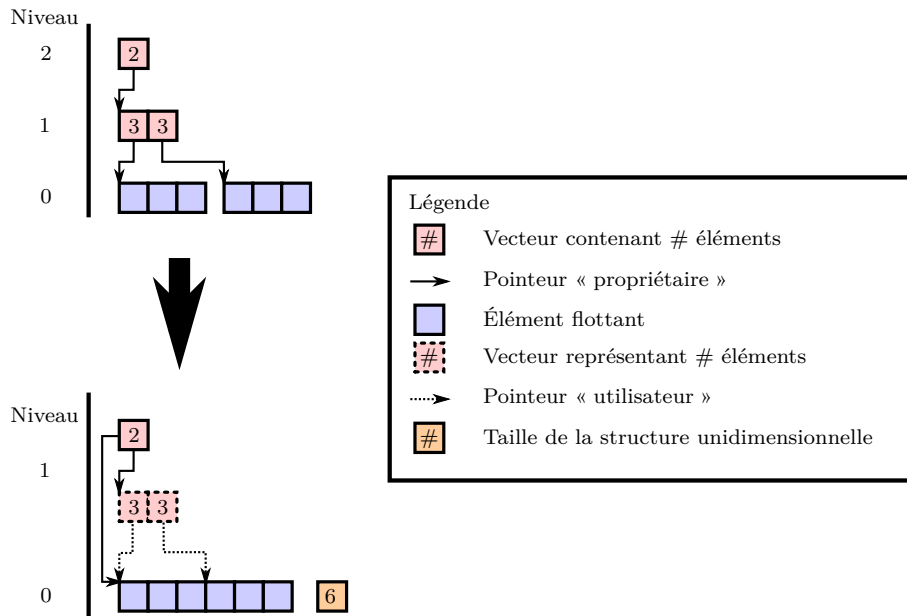 Niveau
2
2
1
3 3
0
Légende
# Vecteur contenant # éléments
Pointeur « propriétaire »
Élément flottant
# Vecteur représentant # éléments
Pointeur « utilisateur »
# Taille de la structure unidimensionnelle
Niveau
2
1
3 3
0
6